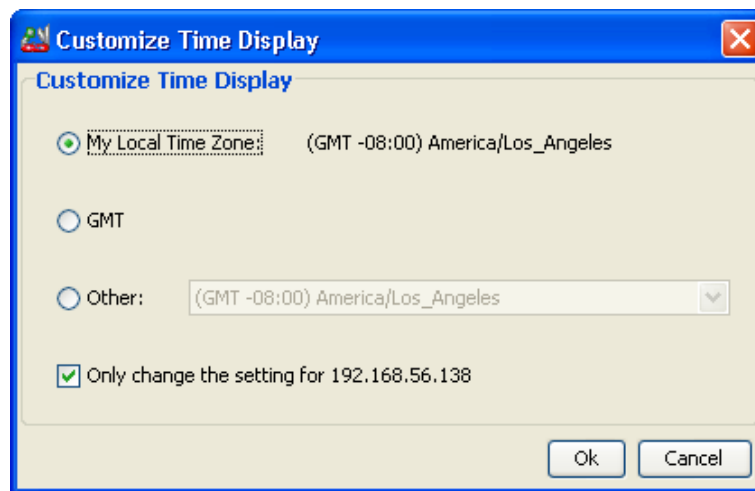 Customize Time Display
Customize Time Display
My Local Time Zone: (GMT -08:00) America/Los_Angeles
GMT
Other: (GMT -08:00) America/Los_Angeles
Only change the setting for 192.168.56.138
Ok Cancel